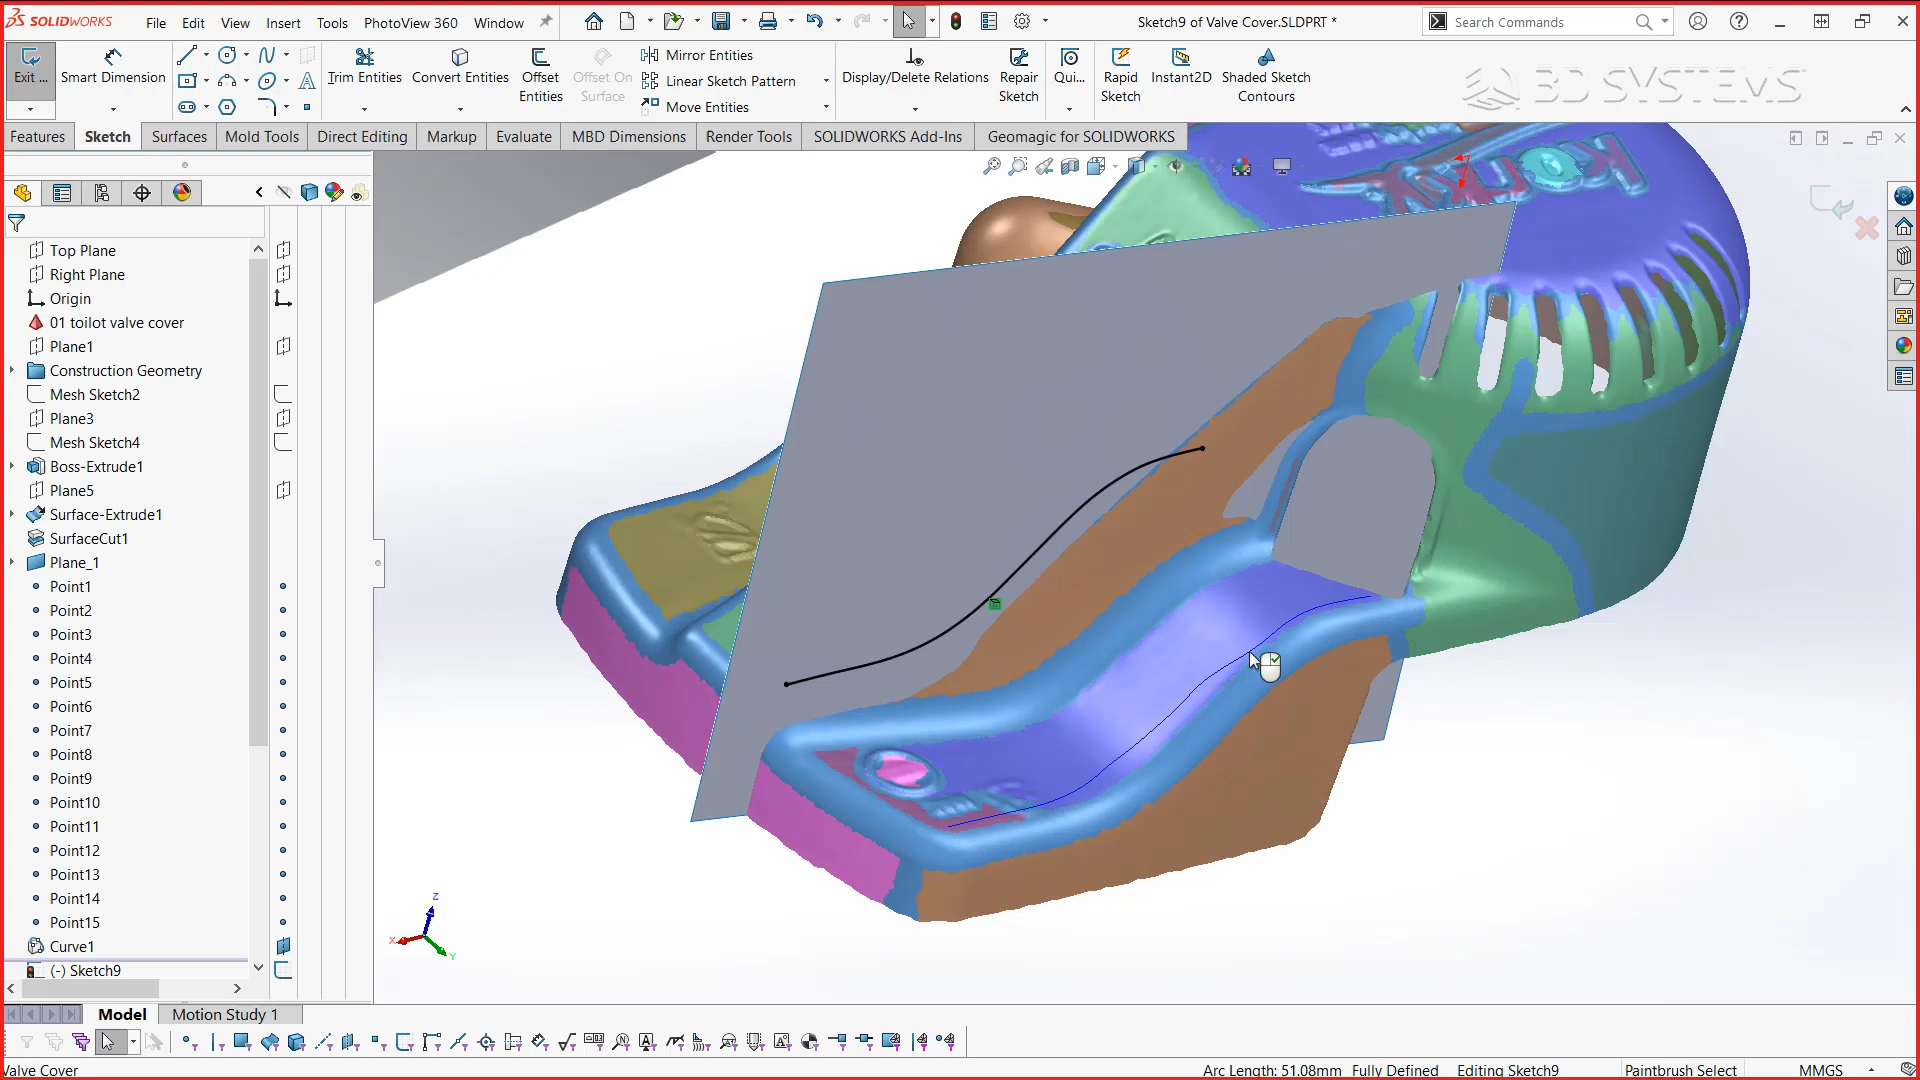 SOLIDWORKS File Edit View Insert Tools PhotoView 360 Window Sketch9 of Valve Cover.SLDPRT * Search Commands
Exit ... Smart Dimension Trim Entities Convert Entities Offset Entities Offset On Surface
Mirror Entities
Linear Sketch Pattern
Move Entities
Display/Delete Relations Repair Sketch Qui... Rapid Sketch Instant2D Shaded Sketch Contours
3D SYSTEMS
Features Sketch Surfaces Mold Tools Direct Editing Markup Evaluate MBD Dimensions Render Tools SOLIDWORKS Add-Ins Geomagic for SOLIDWORKS
Top Plane
Right Plane
Origin
01 toilot valve cover
Plane1
Construction Geometry
Mesh Sketch2
Plane3
Mesh Sketch4
Boss-Extrude1
Plane5
Surface-Extrude1
SurfaceCut1
Plane_1
Point1
Point2
Point3
Point4
Point5
Point6
Point7
Point8
Point9
Point10
Point11
Point12
Point13
Point14
Point15
Curve1
(-) Sketch9
Z
X
Y
Model Motion Study 1
Valve Cover Arc Length: 51.08mm Fully Defined Editing Sketch9 Paintbrush Select MMGS